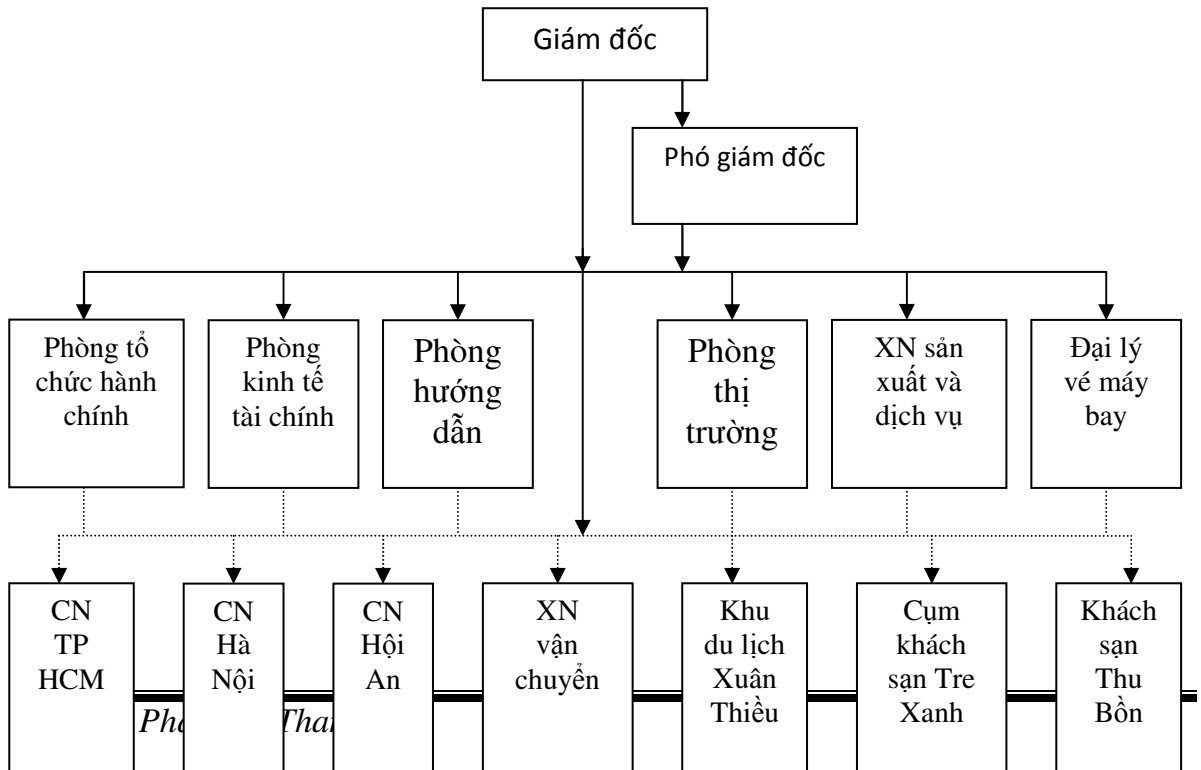 Giám đốc
Phó giám đốc
Phòng tổ
chức hành
chính
Phòng
kinh tế
tài chính
Phòng
hướng
dẫn
Phòng
thị
trường
XN sản
xuất và
dịch vụ
Đại lý
vé máy
bay
CN
TP
HCM
CN
Hà
Nội
CN
Hội
An
XN
vận
chuyển
Khu
du lịch
Xuân
Thiều
Cụm
khách
sạn Tre
Xanh
Khách
sạn
Thu
Bồn